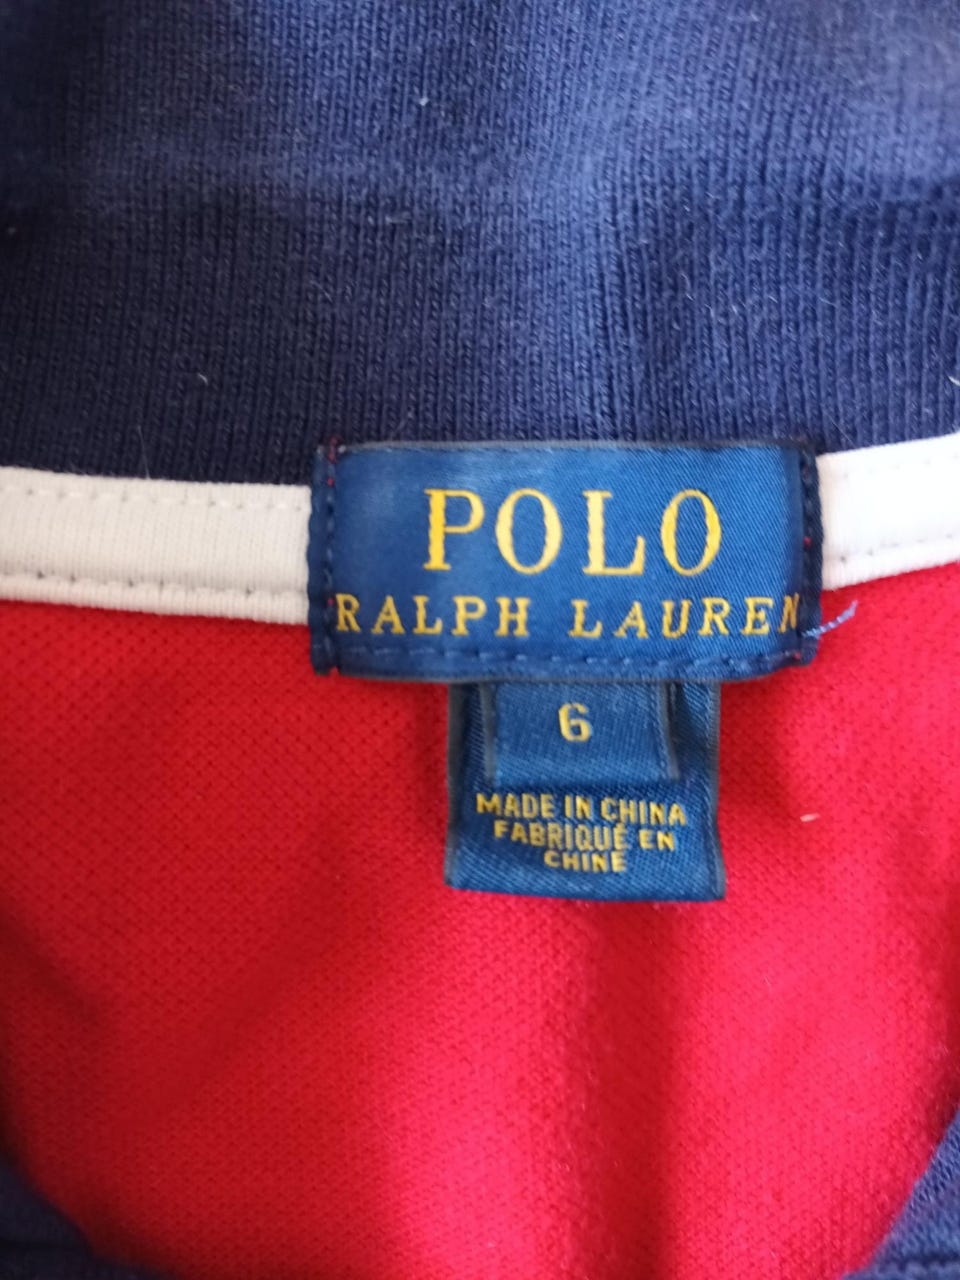 POLO
RALPH LAUREN
6
MADE IN CHINA
FABRIQUÉ EN
CHINE